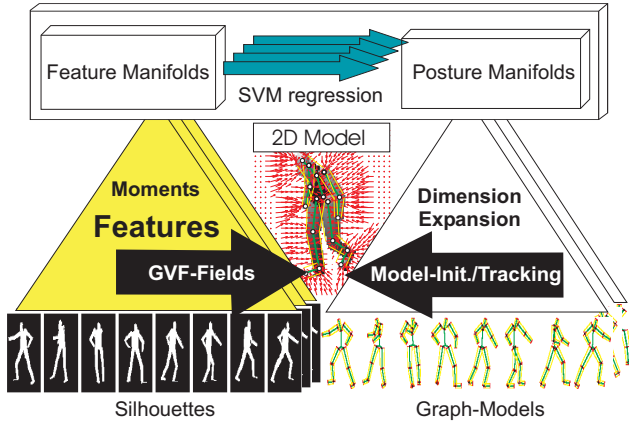 Feature Manifolds
SVM regression
Posture Manifolds
2D Model
Moments
Features
GVF-Fields
Dimension
Expansion
Model-Init./Tracking
Silhouettes
Graph-Models